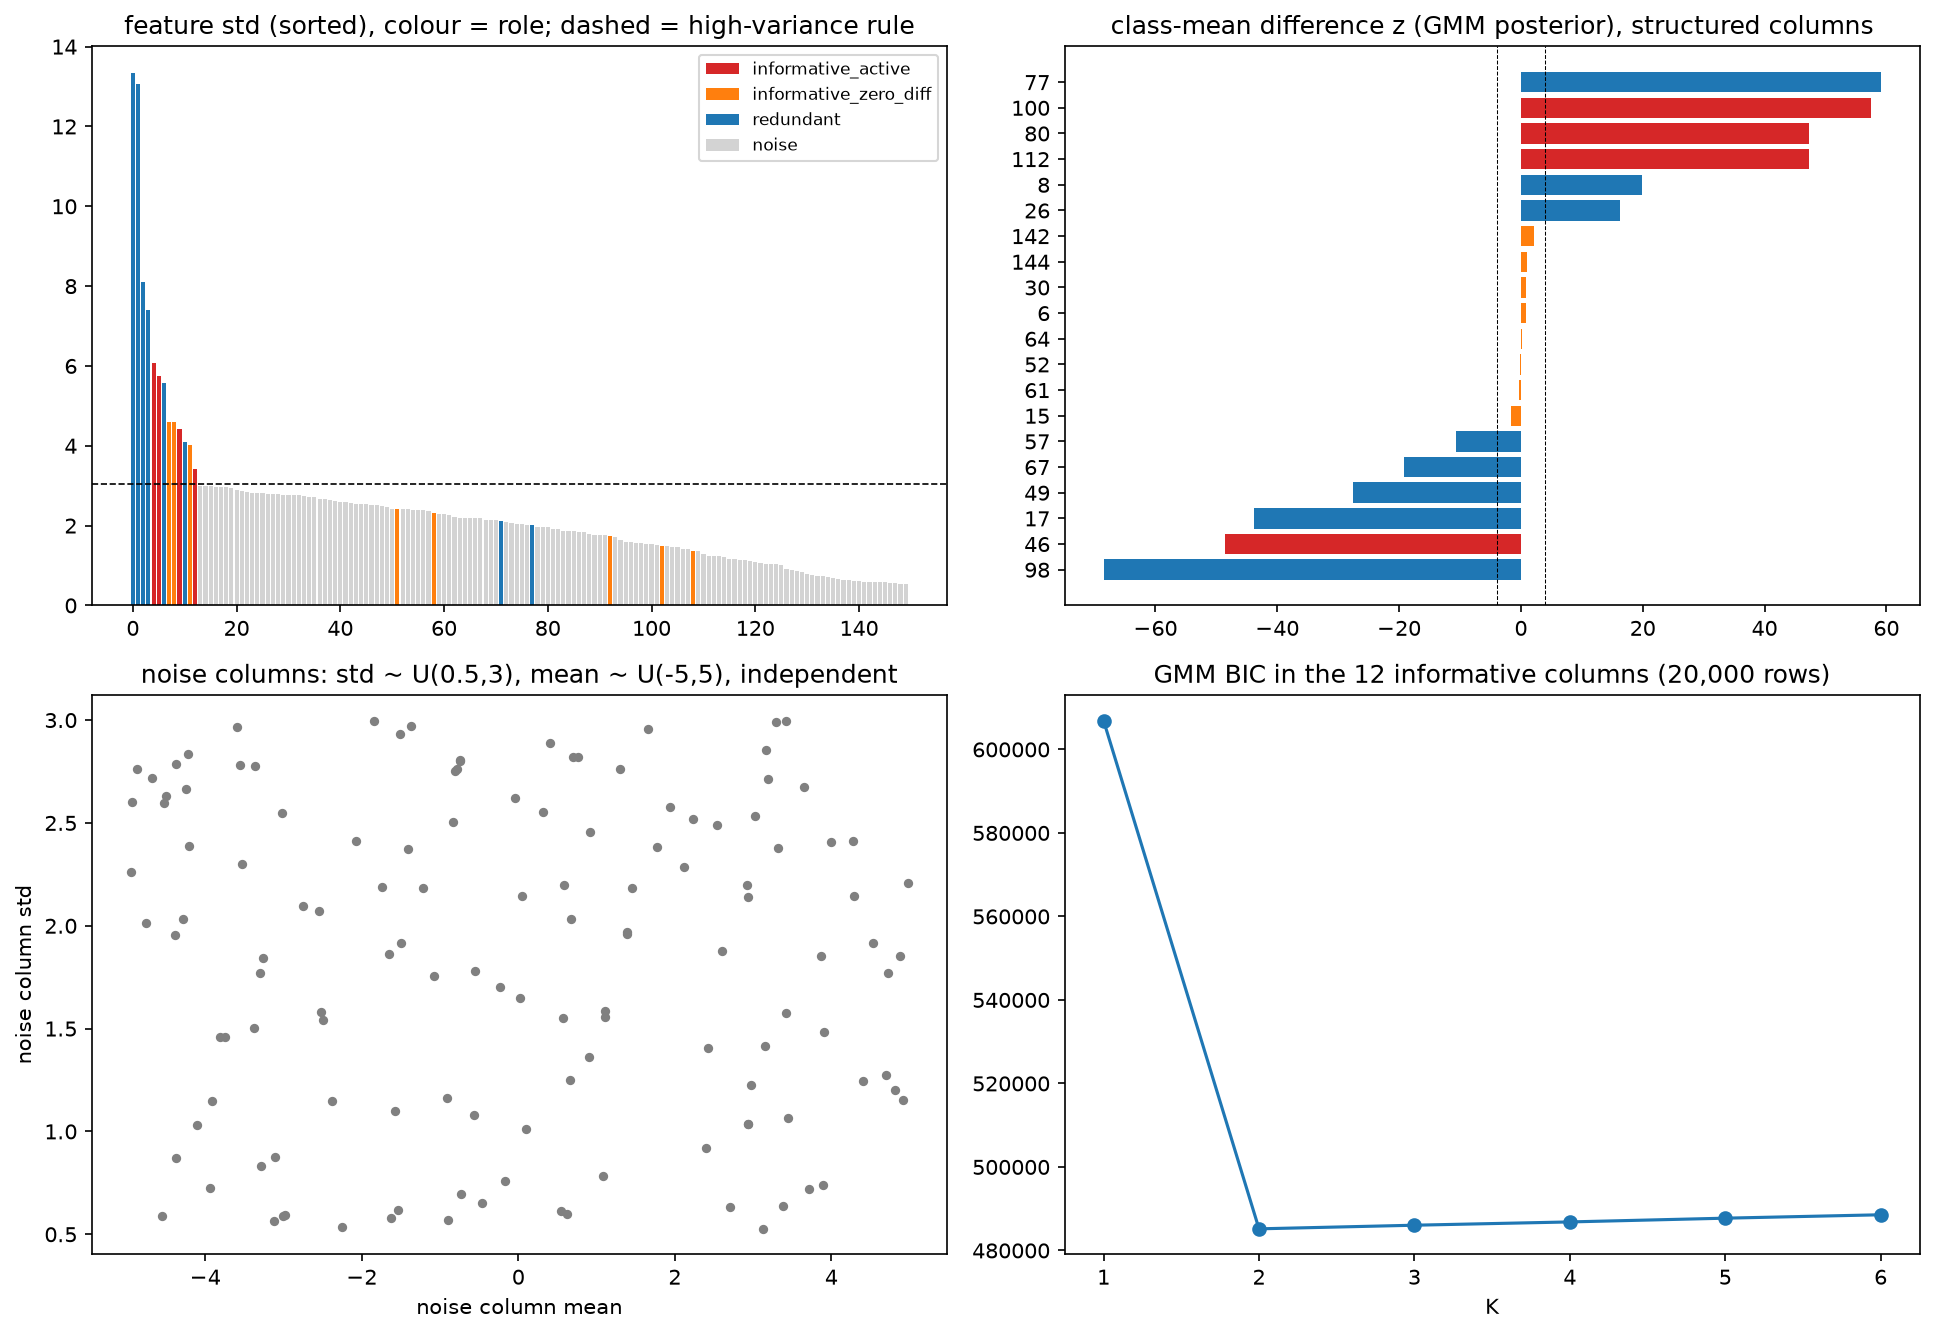 feature std (sorted), colour = role; dashed = high-variance rule
14
12
10
8
6
4
2
0
0 20 40 60 80 100 120 140
informative_active
informative_zero_diff
redundant
noise
class-mean difference z (GMM posterior), structured columns
77
100
80
112
8
26
142
144
30
6
64
52
61
15
57
67
49
17
46
98
−60 −40 −20 0 20 40 60
noise columns: std ~ U(0.5,3), mean ~ U(-5,5), independent
noise column std
3.0
2.5
2.0
1.5
1.0
0.5
−4 −2 0 2 4
noise column mean
GMM BIC in the 12 informative columns (20,000 rows)
600000
580000
560000
540000
520000
500000
480000
1 2 3 4 5 6
K